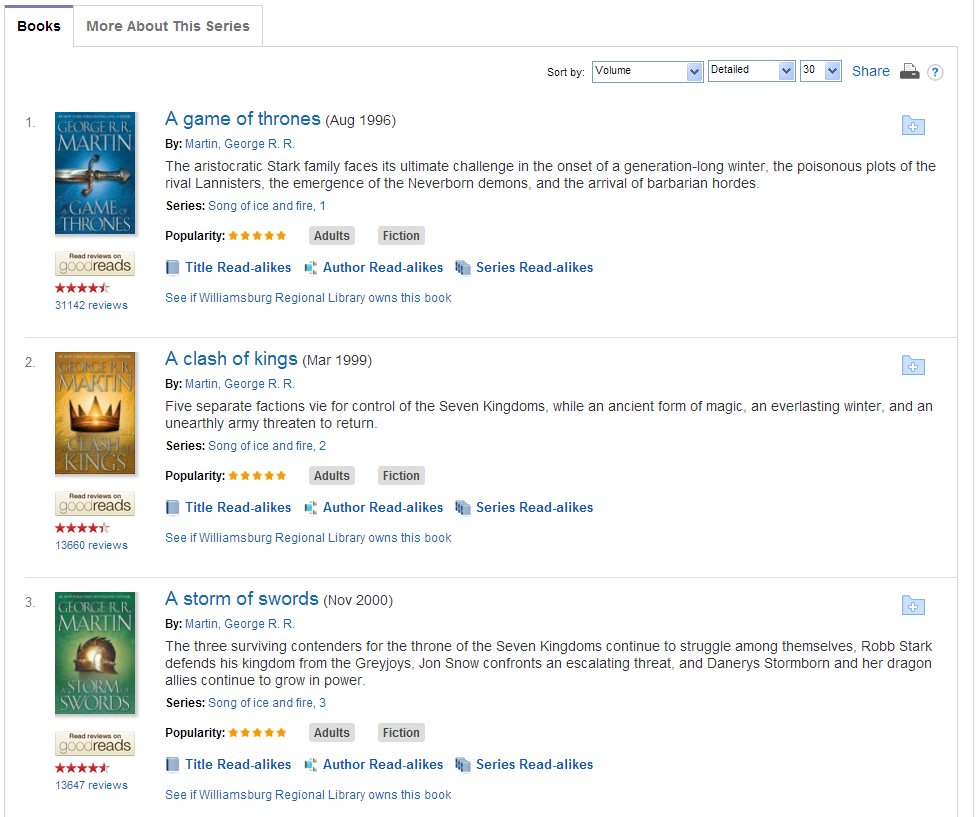 Books More About This Series
Sort by: Volume Detailed 30 Share ?
1.
GEORGE R.R.
MARTIN
A GAME OF
THRONES
Read reviews on
goodreads
31142 reviews
A game of thrones (Aug 1996)
By: Martin, George R. R.
The aristocratic Stark family faces its ultimate challenge in the onset of a generation-long winter, the poisonous plots of the
rival Lannisters, the emergence of the Neverborn demons, and the arrival of barbarian hordes.
Series: Song of ice and fire, 1
Popularity: Adults Fiction
Title Read-alikes Author Read-alikes Series Read-alikes
See if Williamsburg Regional Library owns this book
2.
GEORGE R.R.
MARTIN
A CLASH OF
KINGS
Read reviews on
goodreads
13660 reviews
A clash of kings (Mar 1999)
By: Martin, George R. R.
Five separate factions vie for control of the Seven Kingdoms, while an ancient form of magic, an everlasting winter, and an
unearthly army threaten to return.
Series: Song of ice and fire, 2
Popularity: Adults Fiction
Title Read-alikes Author Read-alikes Series Read-alikes
See if Williamsburg Regional Library owns this book
3.
GEORGE R.R.
MARTIN
A STORM OF
SWORDS
Read reviews on
goodreads
13647 reviews
A storm of swords (Nov 2000)
By: Martin, George R. R.
The three surviving contenders for the throne of the Seven Kingdoms continue to struggle among themselves, Robb Stark
defends his kingdom from the Greyjoys, Jon Snow confronts an escalating threat, and Danerys Stormborn and her dragon
allies continue to grow in power.
Series: Song of ice and fire, 3
Popularity: Adults Fiction
Title Read-alikes Author Read-alikes Series Read-alikes
See if Williamsburg Regional Library owns this book